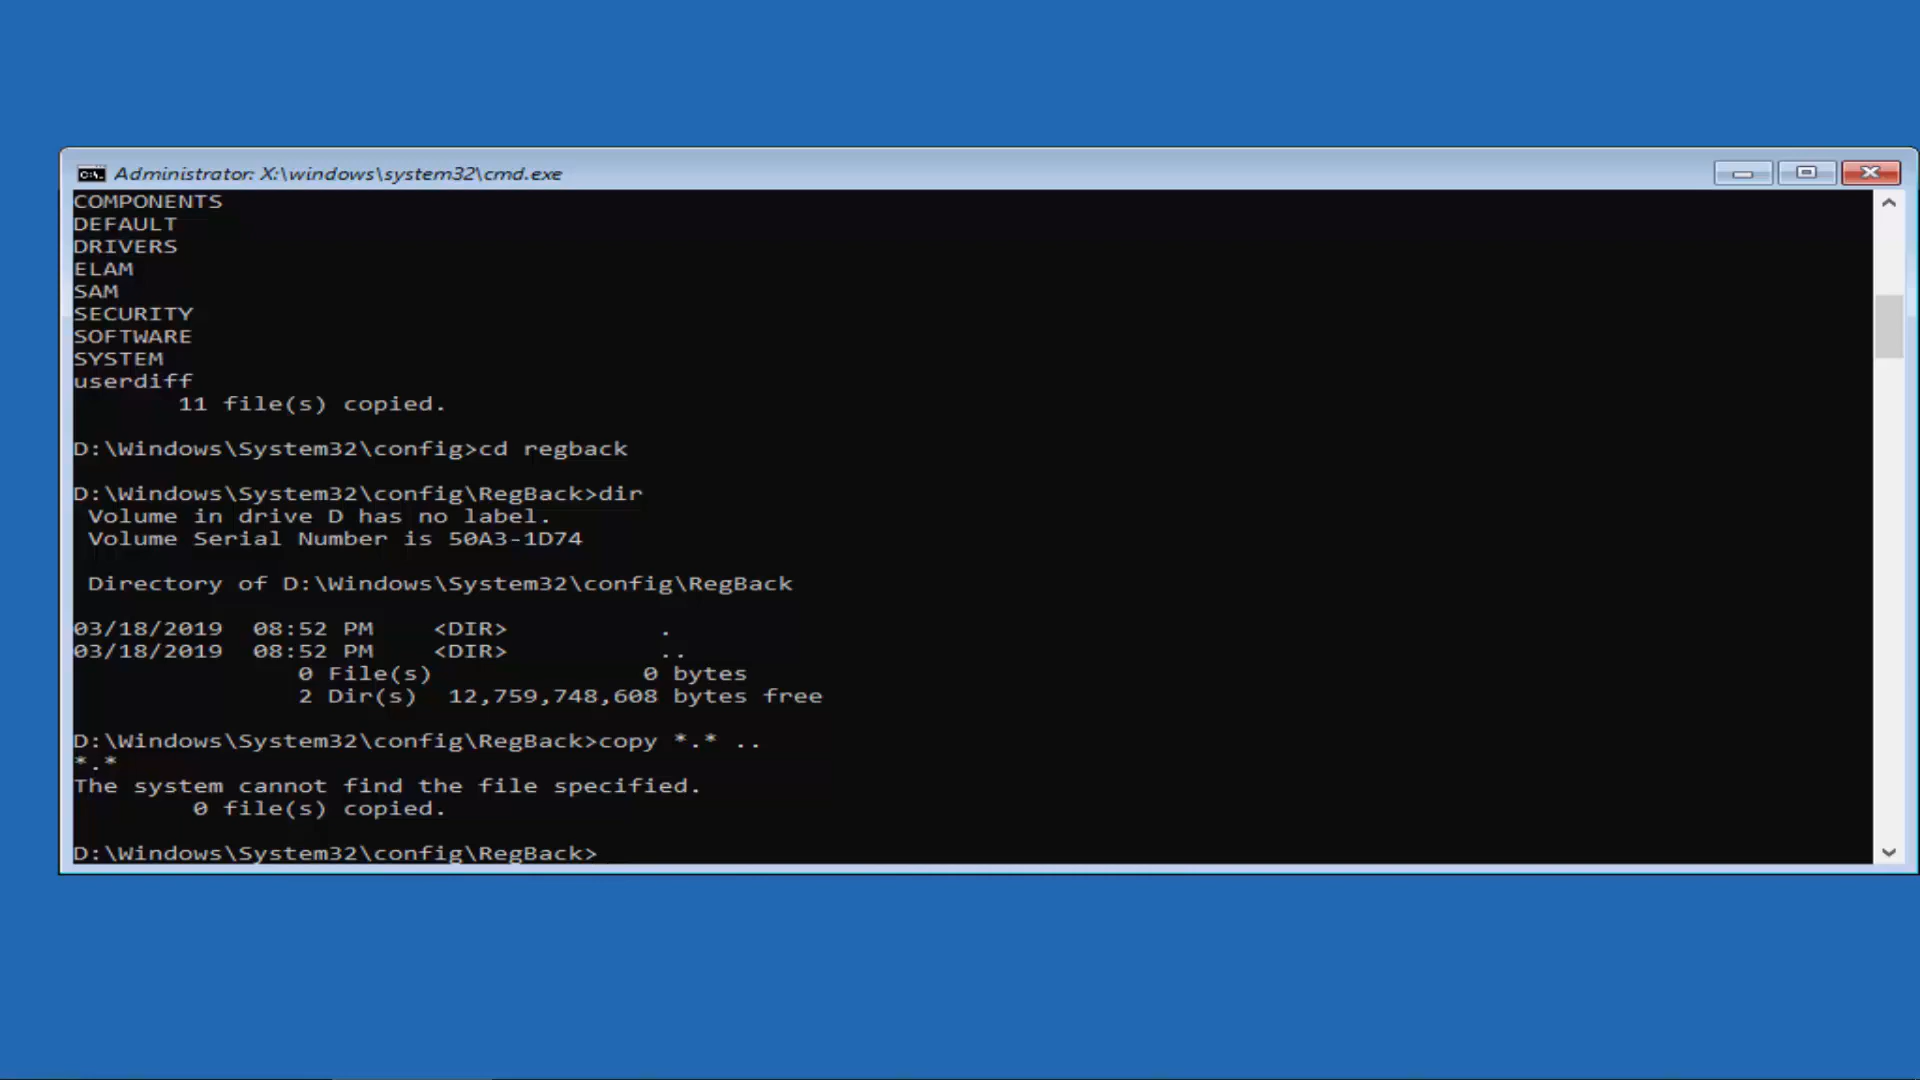 Administrator: X:\windows\system32\cmd.exe
COMPONENTS
DEFAULT
DRIVERS
ELAM
SAM
SECURITY
SOFTWARE
SYSTEM
userdiff
        11 file(s) copied.
D:\Windows\System32\config>cd regback
D:\Windows\System32\config\RegBack>dir
 Volume in drive D has no label.
 Volume Serial Number is 50A3-1D74
 Directory of D:\Windows\System32\config\RegBack
03/18/2019  08:52 PM    <DIR>          .
03/18/2019  08:52 PM    <DIR>          ..
               0 File(s)              0 bytes
               2 Dir(s)  12,759,748,608 bytes free
D:\Windows\System32\config\RegBack>copy *.* ..
*.*
The system cannot find the file specified.
        0 file(s) copied.
D:\Windows\System32\config\RegBack>